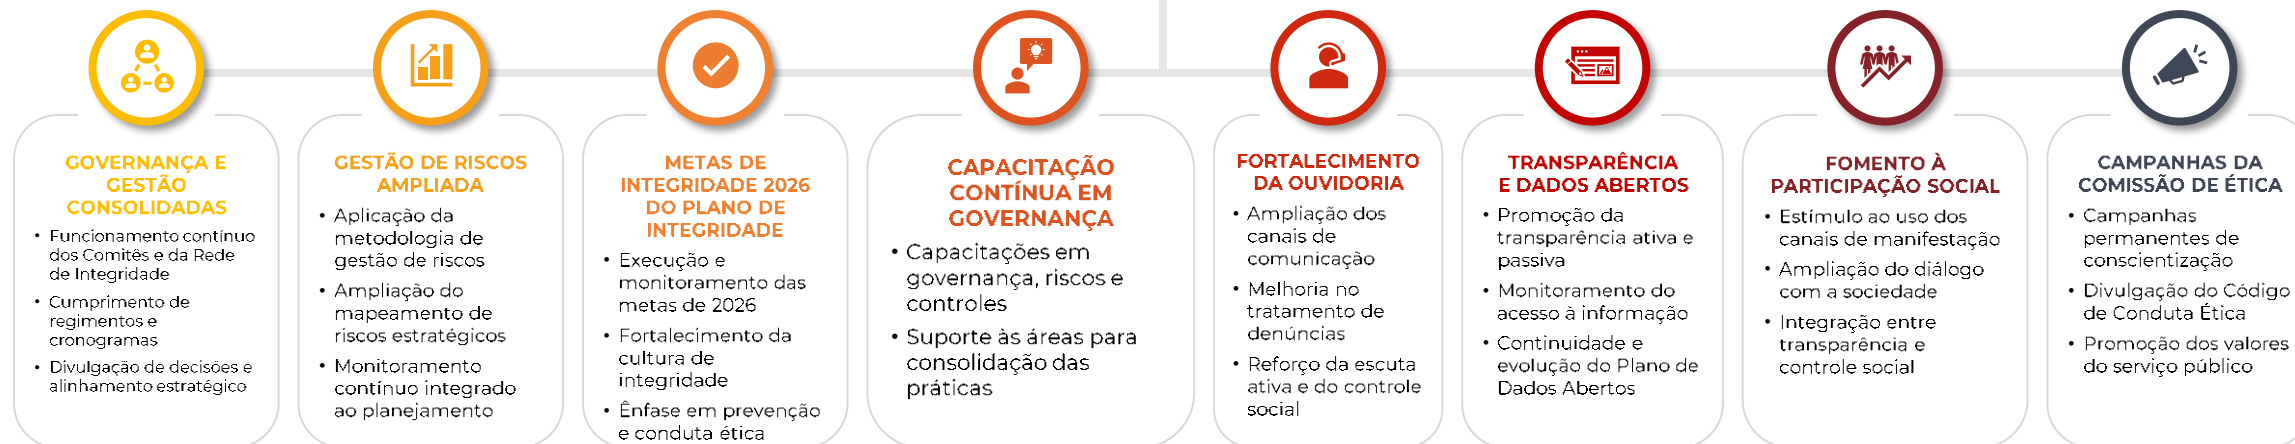 GOVERNANÇA E
GESTÃO
CONSOLIDADAS
• Funcionamento contínuo
dos Comitês e da Rede
de Integridade
• Cumprimento de
regimentos e
cronogramas
• Divulgação de decisões e
alinhamento estratégico
GESTÃO DE RISCOS
AMPLIADA
• Aplicação da
metodologia de
gestão de riscos
• Ampliação do
mapeamento de
riscos estratégicos
• Monitoramento
contínuo integrado
ao planejamento
METAS DE
INTEGRIDADE 2026
DO PLANO DE
INTEGRIDADE
• Execução e
monitoramento das
metas de 2026
• Fortalecimento da
cultura de
integridade
• Ênfase em prevenção
e conduta ética
CAPACITAÇÃO
CONTÍNUA EM
GOVERNANÇA
• Capacitações em
governança, riscos e
controles
• Suporte às áreas para
consolidação das
práticas
FORTALECIMENTO
DA OUVIDORIA
• Ampliação dos
canais de
comunicação
• Melhoria no
tratamento de
denúncias
• Reforço da escuta
ativa e do controle
social
TRANSPARÊNCIA
E DADOS ABERTOS
• Promoção da
transparência ativa e
passiva
• Monitoramento do
acesso à informação
• Continuidade e
evolução do Plano de
Dados Abertos
FOMENTO À
PARTICIPAÇÃO SOCIAL
• Estímulo ao uso dos
canais de manifestação
• Ampliação do diálogo
com a sociedade
• Integração entre
transparência e
controle social
CAMPANHAS DA
COMISSÃO DE ÉTICA
• Campanhas
permanentes de
conscientização
• Divulgação do Código
de Conduta Ética
• Promoção dos valores
do serviço público